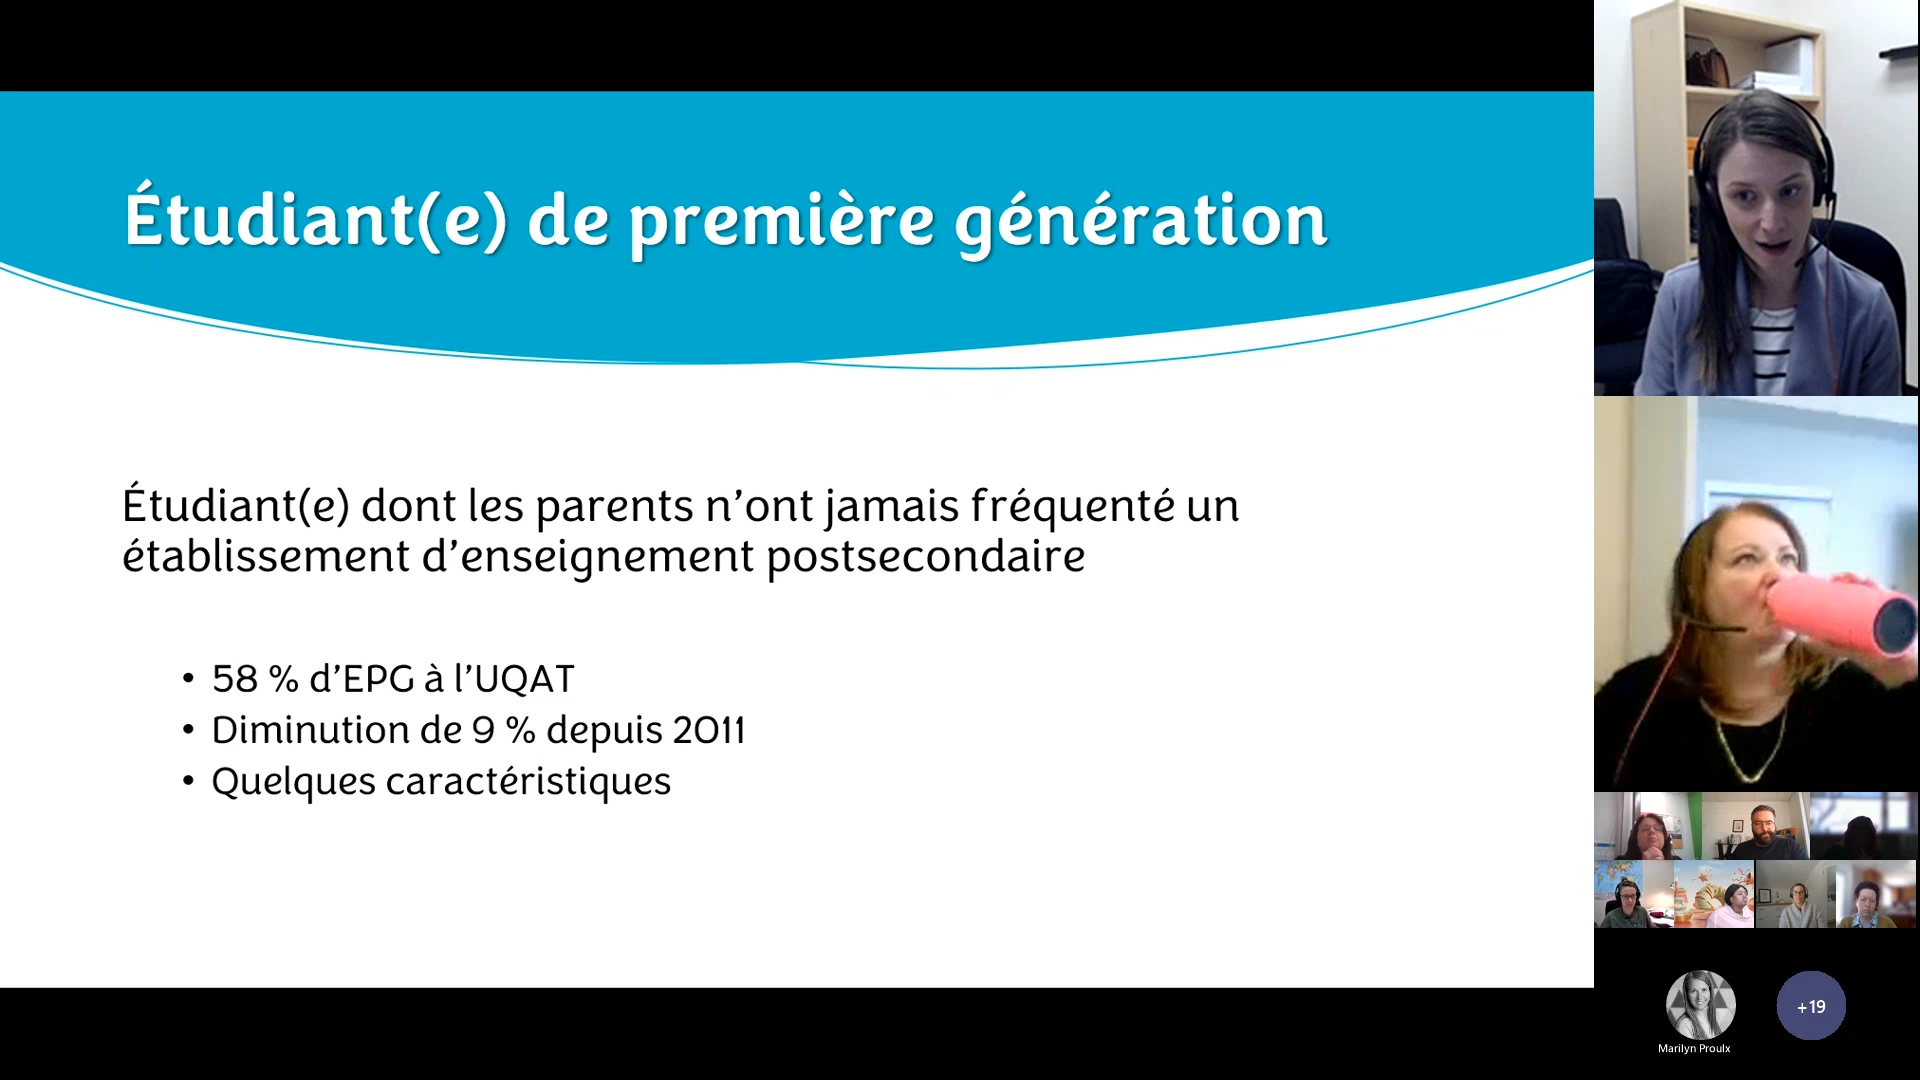 Étudiant(e) de première génération
Étudiant(e) dont les parents n’ont jamais fréquenté un
établissement d’enseignement postsecondaire
• 58 % d’EPG à l’UQAT
• Diminution de 9 % depuis 2011
• Quelques caractéristiques
+19
Marilyn Proulx